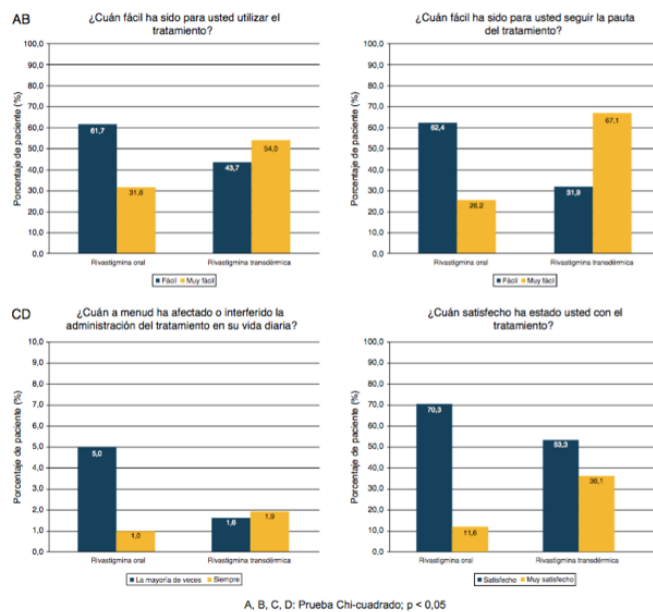 AB
¿Cuán fácil ha sido para usted utilizar el
tratamiento?
Porcentaje de paciente (%)
100,0
90,0
80,0
70,0
60,0
50,0
40,0
30,0
20,0
10,0
0,0
61,7
31,6
43,7
54,0
Rivastigmina oral
Rivastigmina transdérmica
Fácil
Muy fácil
¿Cuán fácil ha sido para usted seguir la pauta
del tratamiento?
Porcentaje de paciente (%)
100,0
90,0
80,0
70,0
60,0
50,0
40,0
30,0
20,0
10,0
0,0
62,4
26,2
31,9
67,1
Rivastigmina oral
Rivastigmina transdérmica
Fácil
Muy fácil
CD
¿Cuán a menud ha afectado o interferido la
administración del tratamiento en su vida diaria?
Porcentaje de paciente (%)
10,0
9,0
8,0
7,0
6,0
5,0
4,0
3,0
2,0
1,0
0,0
5,0
1,0
1,6
1,9
Rivastigmina oral
Rivastigmina transdérmica
La mayoría de veces
Siempre
¿Cuán satisfecho ha estado usted con el
tratamiento?
Porcentaje de paciente (%)
100,0
90,0
80,0
70,0
60,0
50,0
40,0
30,0
20,0
10,0
0,0
70,3
11,6
53,3
36,1
Rivastigmina oral
Rivastigmina transdérmica
Satisfecho
Muy satisfecho
A, B, C, D: Prueba Chi-cuadrado; p < 0,05